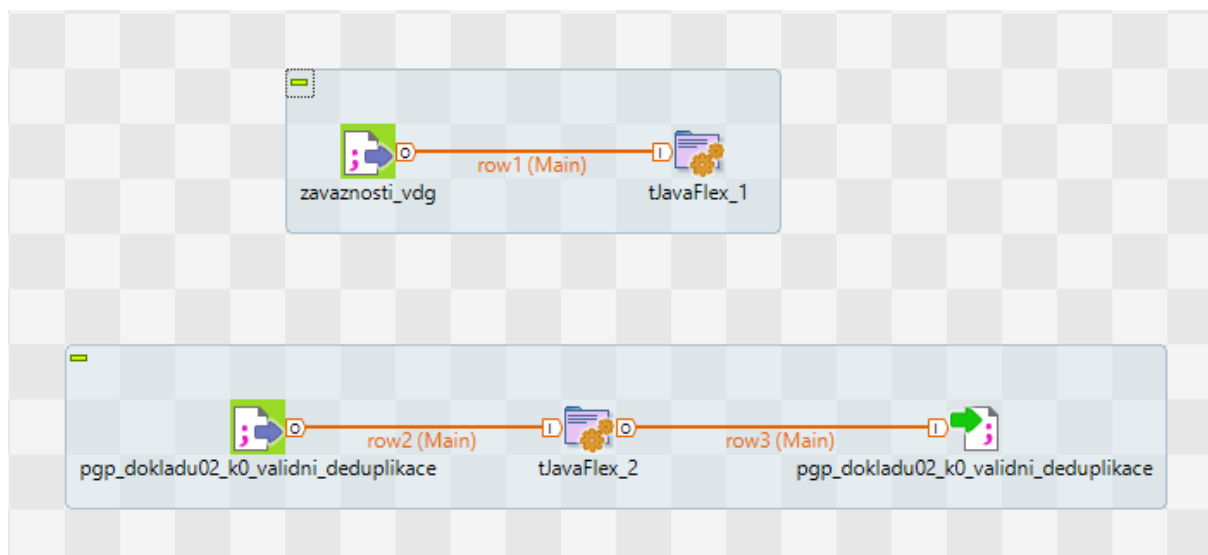 O
row1 (Main)
I
zavaznosti_vdg
tJavaFlex_1
O
row2 (Main)
I
O
row3 (Main)
I
pgp_dokladu02_k0_validni_deduplikace
tJavaFlex_2
pgp_dokladu02_k0_validni_deduplikace